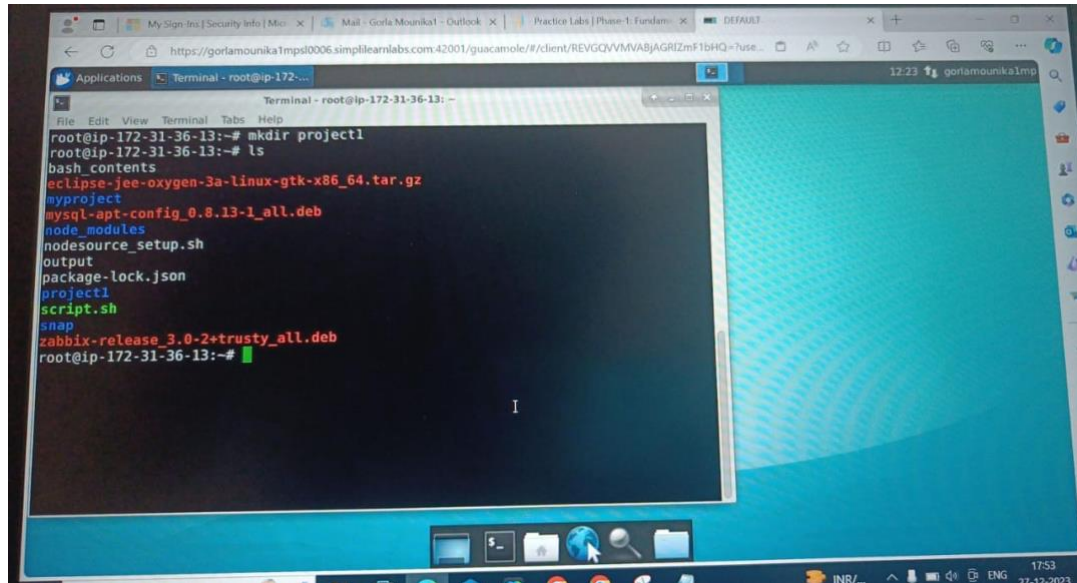 My Sign-Ins | Security Info | Mic
Mail - Gorla Mounika1 - Outlook
Practice Labs | Phase-1: Fundam
DEFAULT
https://gorlamounika1mpsl0006.simplilearnlabs.com:42001/guacamole/#/client/
Applications
Terminal - root@ip-172-...
12:23
gorlamounika1mp
Terminal - root@ip-172-31-36-13: ~
File Edit View Terminal Tabs Help
root@ip-172-31-36-13:~# mkdir project1
root@ip-172-31-36-13:~# ls
bash_contents
eclipse-jee-oxygen-3a-linux-gtk-x86_64.tar.gz
myproject
mysql-apt-config_0.8.13-1_all.deb
node_modules
nodesource_setup.sh
output
package-lock.json
project1
script.sh
snap
zabbix-release_3.0-2+trusty_all.deb
root@ip-172-31-36-13:~#
INR/
ENG
17:53
27-12-2023